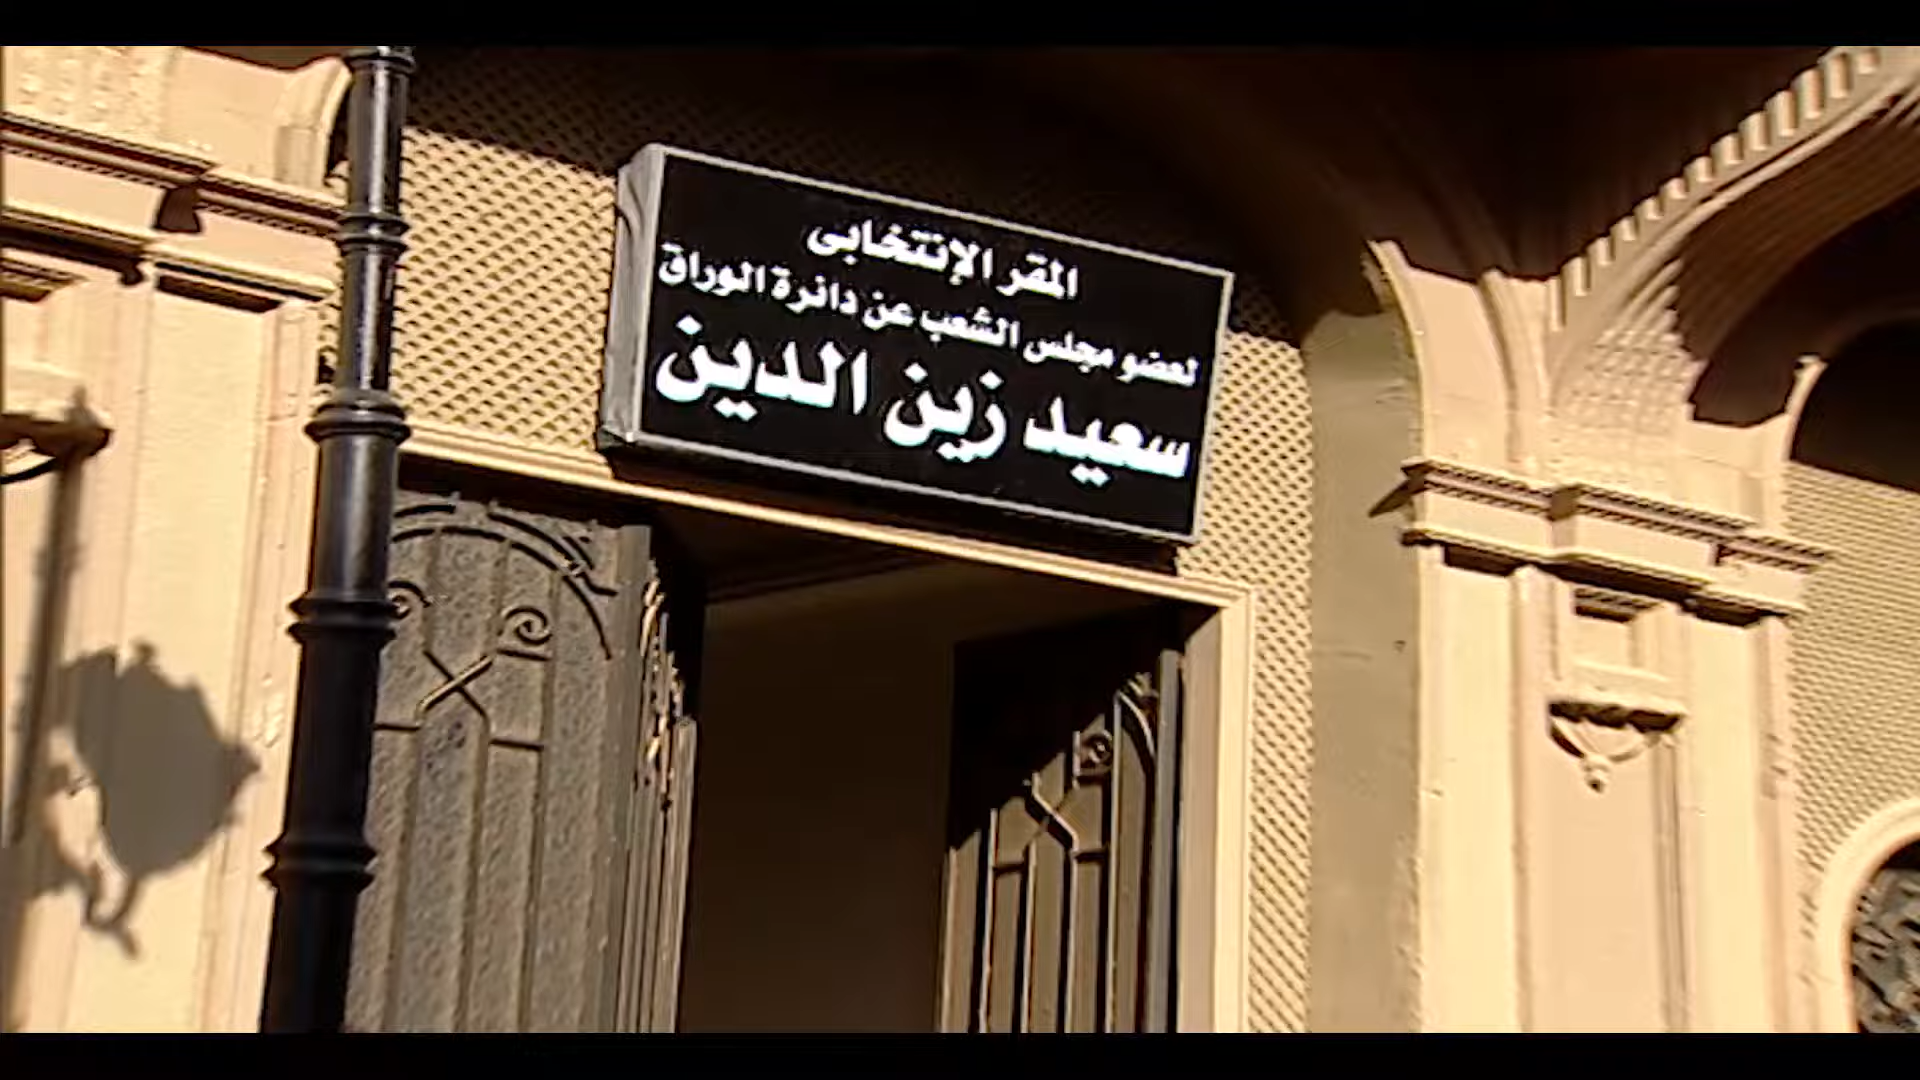 المقر الإنتخابى
لعضو مجلس الشعب عن دائرة الوراق
سعيد زين الدين